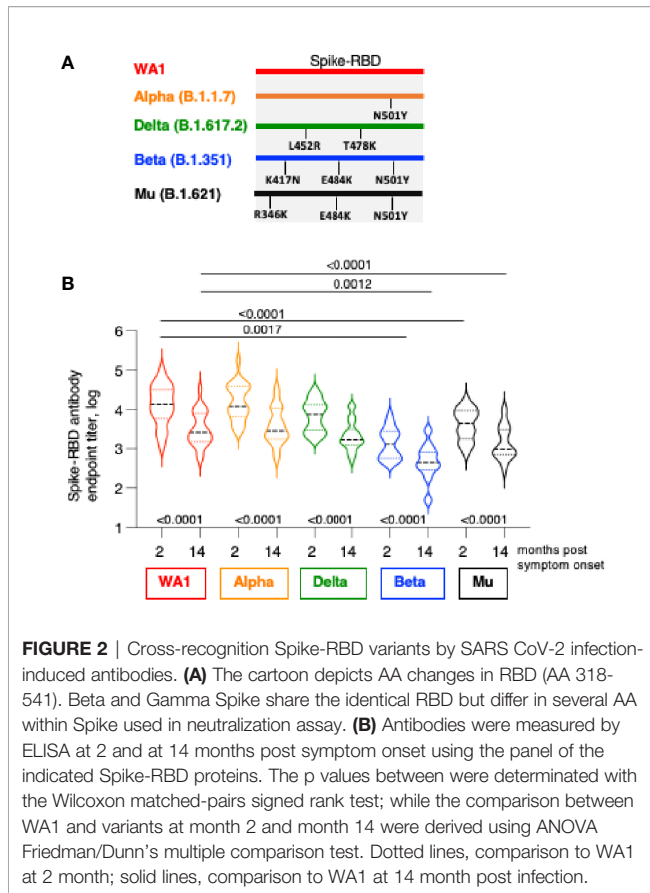 A
Spike-RBD
WA1
Alpha (B.1.1.7)
N501Y
Delta (B.1.617.2)
L452R T478K
Beta (B.1.351)
K417N E484K N501Y
Mu (B.1.621)
R346K E484K N501Y
B
<0.0001
0.0012
<0.0001
0.0017
Spike-RBD antibody
endpoint titer, log
6
5
4
3
2
1
<0.0001 <0.0001 <0.0001 <0.0001 <0.0001
2 14 2 14 2 14 2 14 2 14 months post
symptom onset
WA1 Alpha Delta Beta Mu
FIGURE 2 | Cross-recognition Spike-RBD variants by SARS CoV-2 infection-
induced antibodies. (A) The cartoon depicts AA changes in RBD (AA 318-
541). Beta and Gamma Spike share the identical RBD but differ in several AA
within Spike used in neutralization assay. (B) Antibodies were measured by
ELISA at 2 and at 14 months post symptom onset using the panel of the
indicated Spike-RBD proteins. The p values between were determinated with
the Wilcoxon matched-pairs signed rank test; while the comparison between
WA1 and variants at month 2 and month 14 were derived using ANOVA
Friedman/Dunn's multiple comparison test. Dotted lines, comparison to WA1
at 2 month; solid lines, comparison to WA1 at 14 month post infection.